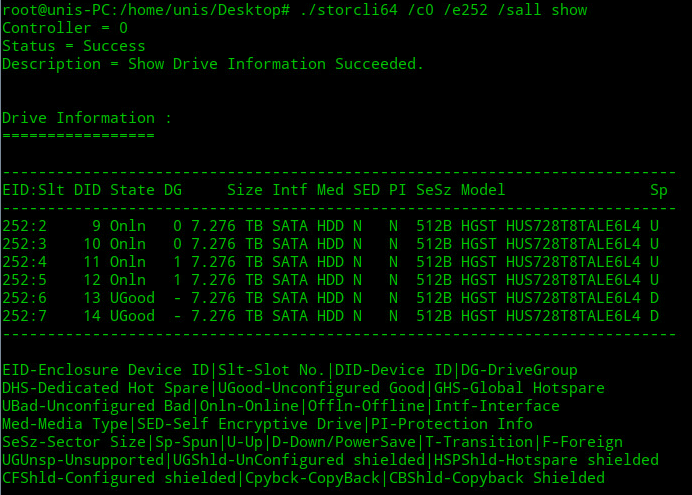 root@unis-PC:/home/unis/Desktop# ./storcli64 /c0 /e252 /sall show
Controller = 0
Status = Success
Description = Show Drive Information Succeeded.


Drive Information :
=================

---------------------------------------------------------------------------
EID:Slt DID State DG     Size Intf Med SED PI SeSz Model                Sp
---------------------------------------------------------------------------
252:2     9 Onln   0 7.276 TB SATA HDD N   N  512B HGST HUS728T8TALE6L4 U
252:3    10 Onln   0 7.276 TB SATA HDD N   N  512B HGST HUS728T8TALE6L4 U
252:4    11 Onln   1 7.276 TB SATA HDD N   N  512B HGST HUS728T8TALE6L4 U
252:5    12 Onln   1 7.276 TB SATA HDD N   N  512B HGST HUS728T8TALE6L4 U
252:6    13 UGood  - 7.276 TB SATA HDD N   N  512B HGST HUS728T8TALE6L4 D
252:7    14 UGood  - 7.276 TB SATA HDD N   N  512B HGST HUS728T8TALE6L4 D
---------------------------------------------------------------------------

EID-Enclosure Device ID|Slt-Slot No.|DID-Device ID|DG-DriveGroup
DHS-Dedicated Hot Spare|UGood-Unconfigured Good|GHS-Global Hotspare
UBad-Unconfigured Bad|Onln-Online|Offln-Offline|Intf-Interface
Med-Media Type|SED-Self Encryptive Drive|PI-Protection Info
SeSz-Sector Size|Sp-Spun|U-Up|D-Down/PowerSave|T-Transition|F-Foreign
UGUnsp-Unsupported|UGShld-UnConfigured shielded|HSPShld-Hotspare shielded
CFShld-Configured shielded|Cpybck-CopyBack|CBShld-Copyback Shielded